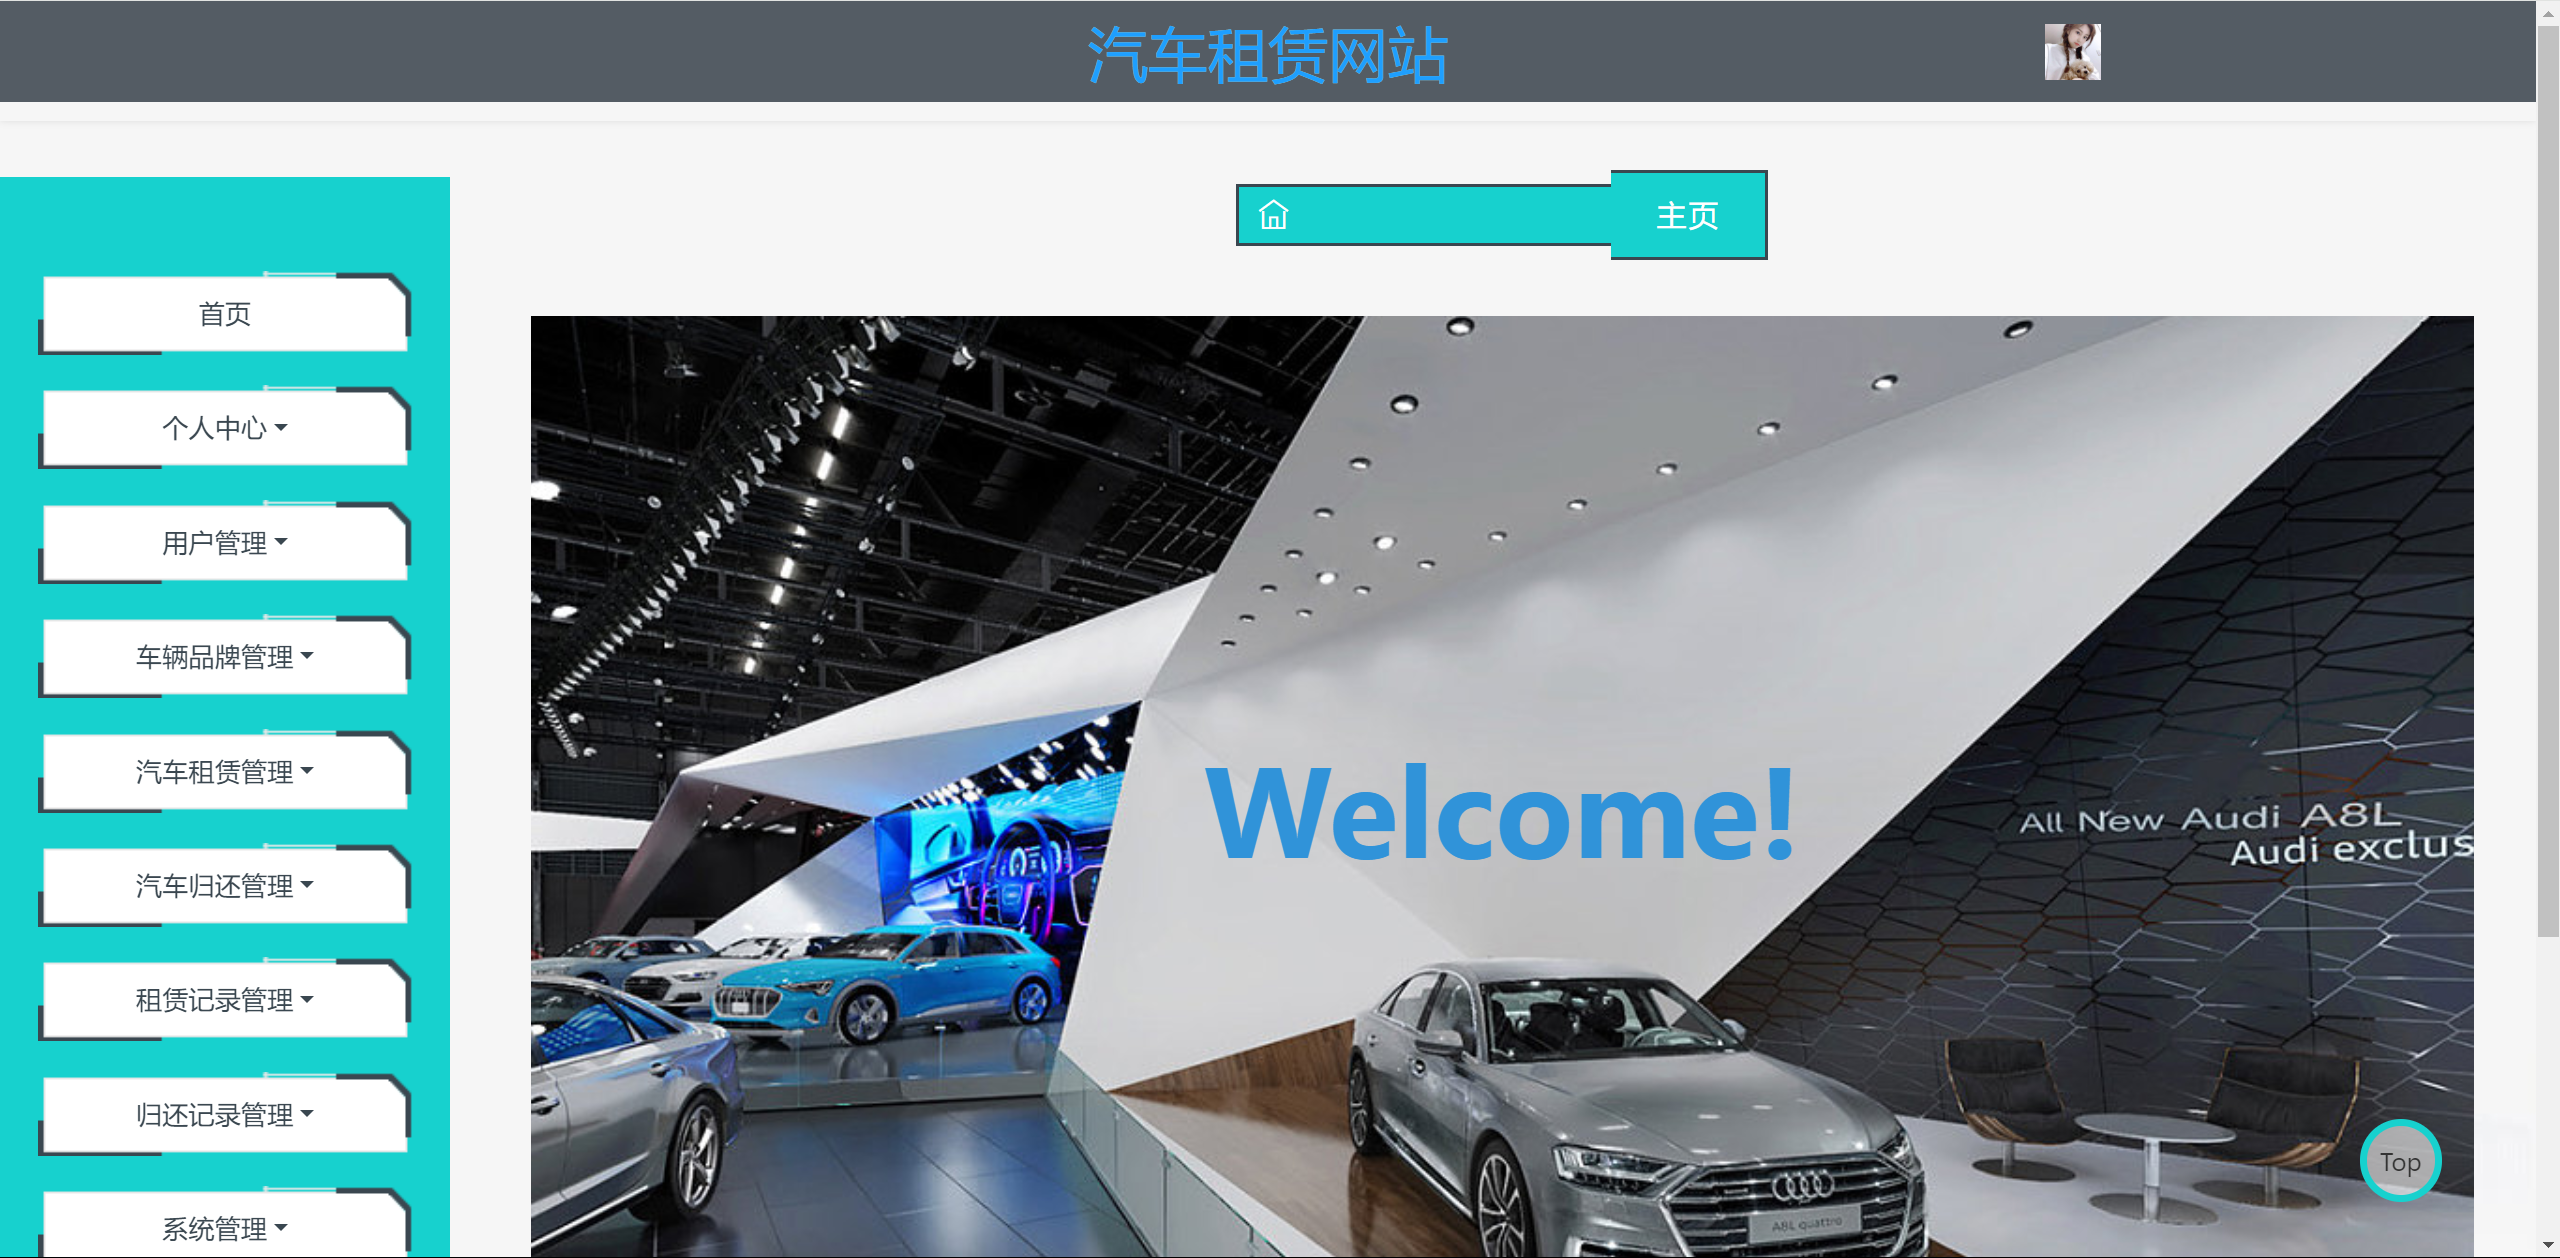 汽车租赁网站
主页
首页
个人中心
用户管理
车辆品牌管理
汽车租赁管理
汽车归还管理
租赁记录管理
归还记录管理
系统管理
Welcome!
All New Audi A8L
Audi exclus
A8L quattro
Top